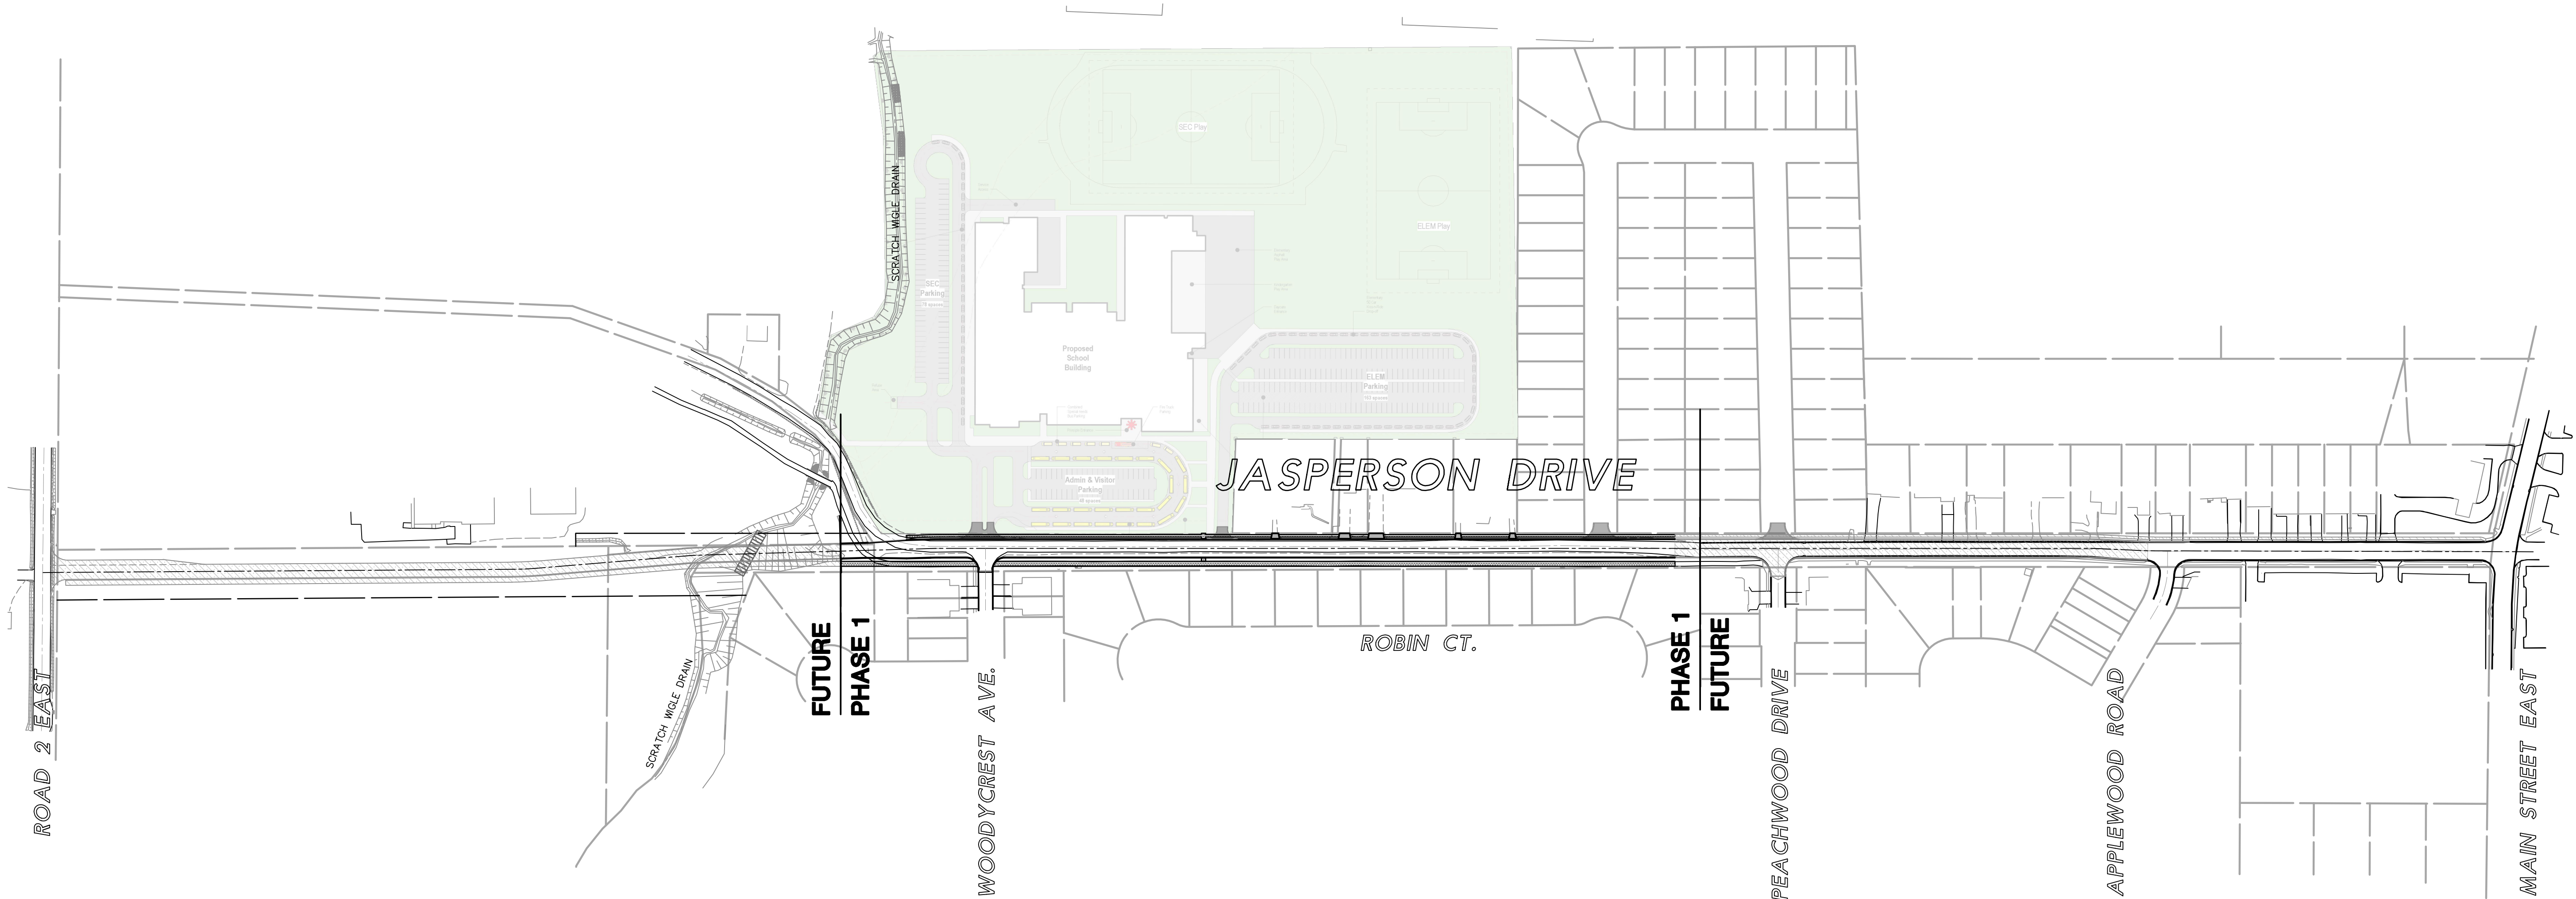 SEC Play
SCRATCH WIGLE DRAIN
ELEM Play
SEC
Parking
Proposed
School
Building
ELEM
Parking
JASPERSON DRIVE
Admin & Visitor
Parking
FUTURE
PHASE 1
ROBIN CT.
PHASE 1
FUTURE
SCRATCH WIGLE DRAIN
ROAD 2 EAST
WOODYCREST AVE.
PEACHWOOD DRIVE
APPLEWOOD ROAD
MAIN STREET EAST